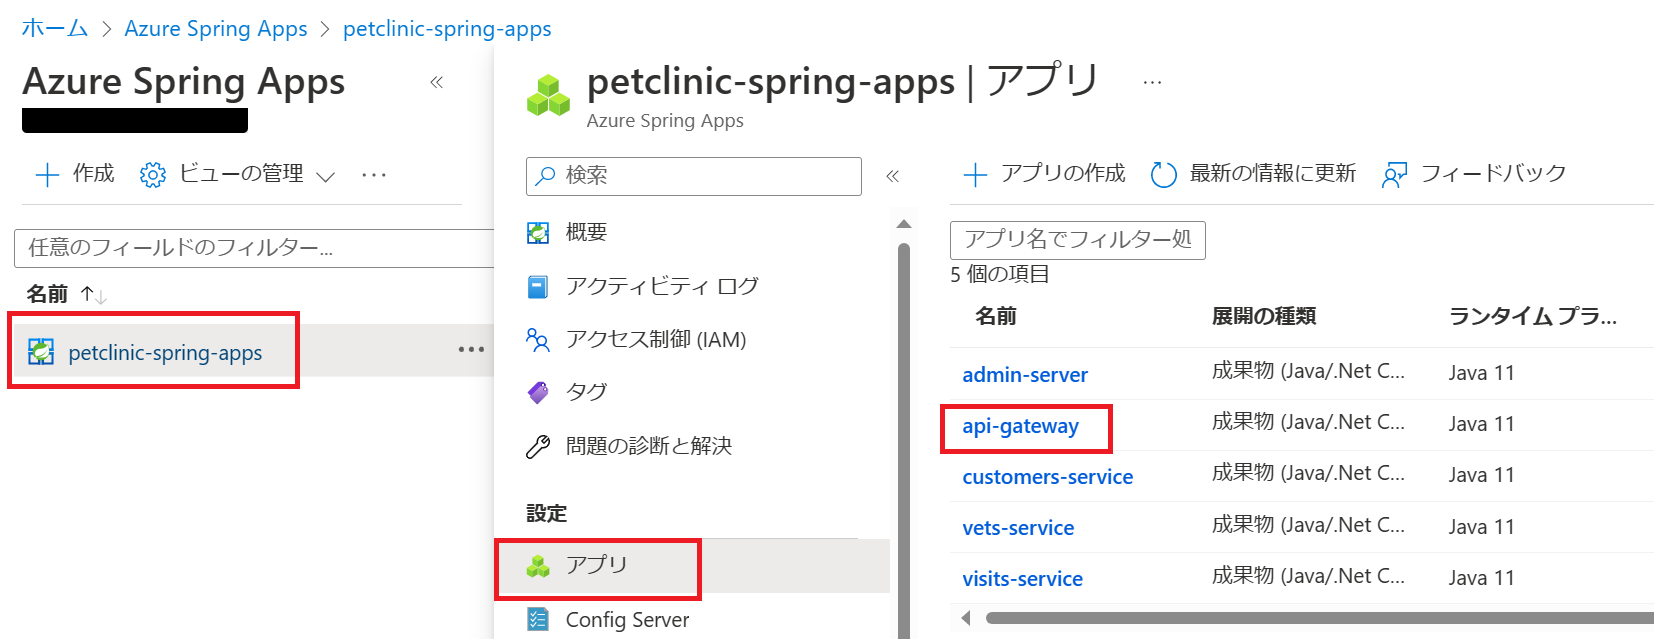 ホーム > Azure Spring Apps > petclinic-spring-apps
Azure Spring Apps «
+ 作成 ビューの管理 ∨ ···
任意のフィールドのフィルター...
名前 ↑↓
petclinic-spring-apps ···
petclinic-spring-apps | アプリ ···
Azure Spring Apps
検索 «
概要
アクティビティ ログ
アクセス制御 (IAM)
タグ
問題の診断と解決
設定
アプリ
Config Server
+ アプリの作成 最新の情報に更新 フィードバック
アプリ名でフィルター処
5 個の項目
名前 展開の種類 ランタイム プラ...
admin-server 成果物 (Java/.Net C... Java 11
api-gateway 成果物 (Java/.Net C... Java 11
customers-service 成果物 (Java/.Net C... Java 11
vets-service 成果物 (Java/.Net C... Java 11
visits-service 成果物 (Java/.Net C... Java 11